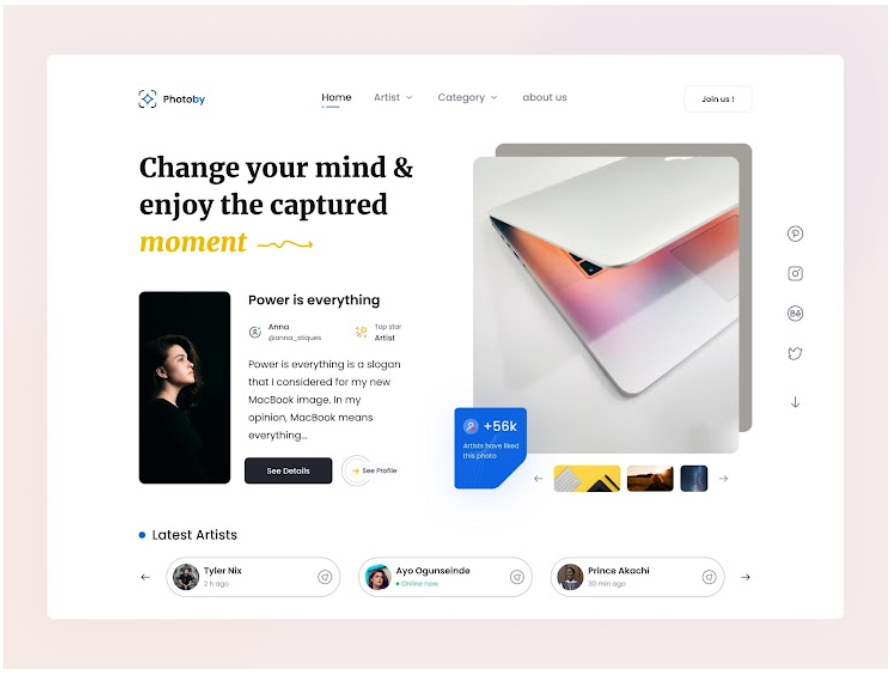 Photoby
Home Artist Category about us
Join us !
Change your mind &
enjoy the captured
moment
Power is everything
Anna
@anna_stiques
Top star
Artist
Power is everything is a slogan
that I considered for my new
MacBook image. In my
opinion, MacBook means
everything...
See Details
See Profile
+56k
Artists have liked
this photo
Bē
Latest Artists
Tyler Nix
2 h ago
Ayo Ogunseinde
Online now
Prince Akachi
30 min ago